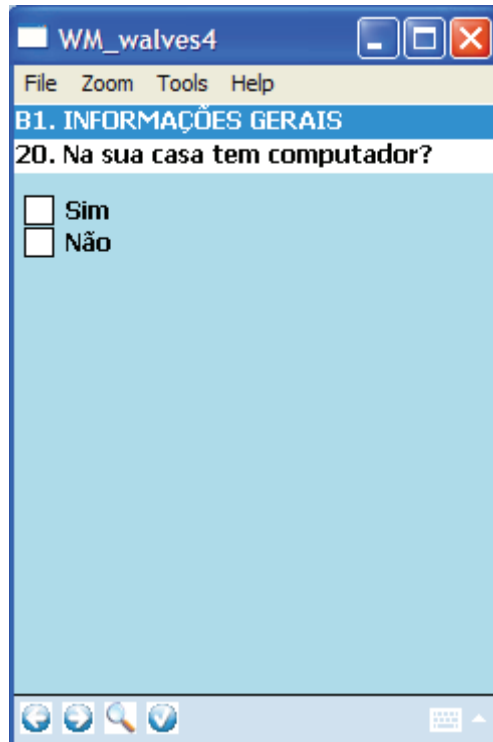 WM_walves4
File Zoom Tools Help
B1. INFORMAÇÕES GERAIS
20. Na sua casa tem computador?
Sim
Não